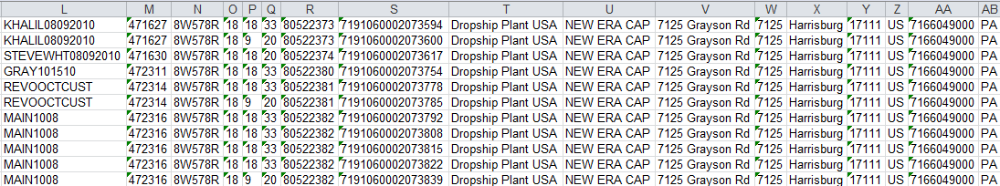 L M N O P Q R S T U V W X Y Z AA AB
KHALIL08092010 471627 8W578R 18 18 33 80522373 7191060002073594 Dropship Plant USA NEW ERA CAP 7125 Grayson Rd 7125 Harrisburg 17111 US 7166049000 PA
KHALIL08092010 471627 8W578R 18 9 20 80522373 7191060002073600 Dropship Plant USA NEW ERA CAP 7125 Grayson Rd 7125 Harrisburg 17111 US 7166049000 PA
STEVEWHT08092010 471630 8W578R 18 18 20 80522374 7191060002073617 Dropship Plant USA NEW ERA CAP 7125 Grayson Rd 7125 Harrisburg 17111 US 7166049000 PA
GRAY101510 472311 8W578R 18 18 33 80522380 7191060002073754 Dropship Plant USA NEW ERA CAP 7125 Grayson Rd 7125 Harrisburg 17111 US 7166049000 PA
REVOOCTCUST 472314 8W578R 18 18 33 80522381 7191060002073778 Dropship Plant USA NEW ERA CAP 7125 Grayson Rd 7125 Harrisburg 17111 US 7166049000 PA
REVOOCTCUST 472314 8W578R 18 9 20 80522381 7191060002073785 Dropship Plant USA NEW ERA CAP 7125 Grayson Rd 7125 Harrisburg 17111 US 7166049000 PA
MAIN1008 472316 8W578R 18 18 33 80522382 7191060002073792 Dropship Plant USA NEW ERA CAP 7125 Grayson Rd 7125 Harrisburg 17111 US 7166049000 PA
MAIN1008 472316 8W578R 18 18 33 80522382 7191060002073808 Dropship Plant USA NEW ERA CAP 7125 Grayson Rd 7125 Harrisburg 17111 US 7166049000 PA
MAIN1008 472316 8W578R 18 18 33 80522382 7191060002073815 Dropship Plant USA NEW ERA CAP 7125 Grayson Rd 7125 Harrisburg 17111 US 7166049000 PA
MAIN1008 472316 8W578R 18 18 33 80522382 7191060002073822 Dropship Plant USA NEW ERA CAP 7125 Grayson Rd 7125 Harrisburg 17111 US 7166049000 PA
MAIN1008 472316 8W578R 18 9 20 80522382 7191060002073839 Dropship Plant USA NEW ERA CAP 7125 Grayson Rd 7125 Harrisburg 17111 US 7166049000 PA